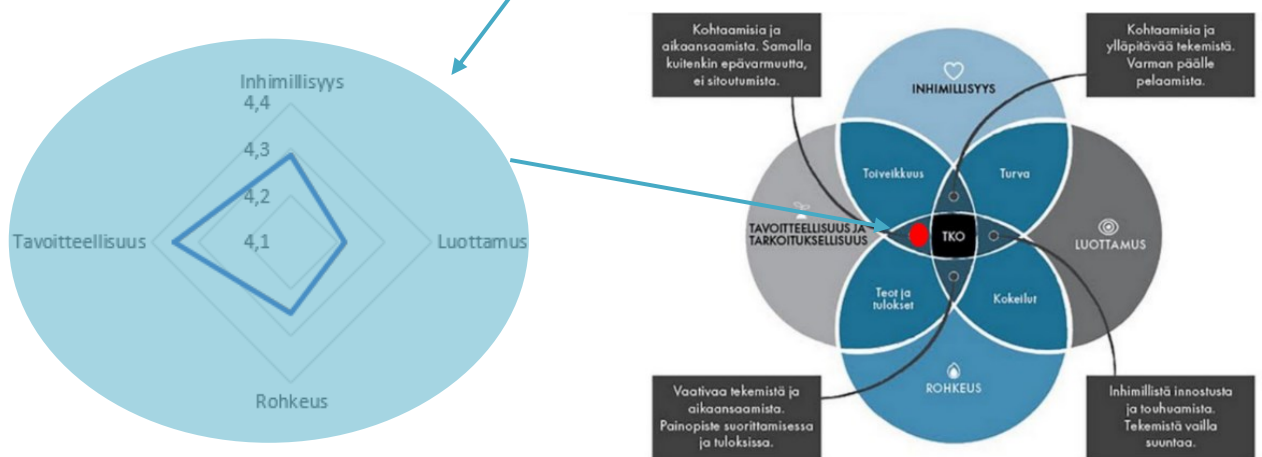 Inhimillisyys
4,4
4,3
4,2
4,1
Tavoitteellisuus
Luottamus
Rohkeus
Kohtaamisia ja
aikaansaamista. Samalla
kuitenkin epävarmuutta,
ei sitoutumista.
Kohtaamisia ja
ylläpitävää tekemistä.
Varman päälle
pelaamista.
INHIMILLISYYS
Toiveikkuus
Turva
TAVOITTEELLISUUS JA
TARKOITUKSELLISUUS
TKO
LUOTTAMUS
Teot ja
tulokset
Kokeilut
ROHKEUS
Vaativaa tekemistä ja
aikaansaamista.
Painopiste suorittamisessa
ja tuloksissa.
Inhimillistä innostusta
ja touhuamista.
Tekemistä vailla
suuntaa.